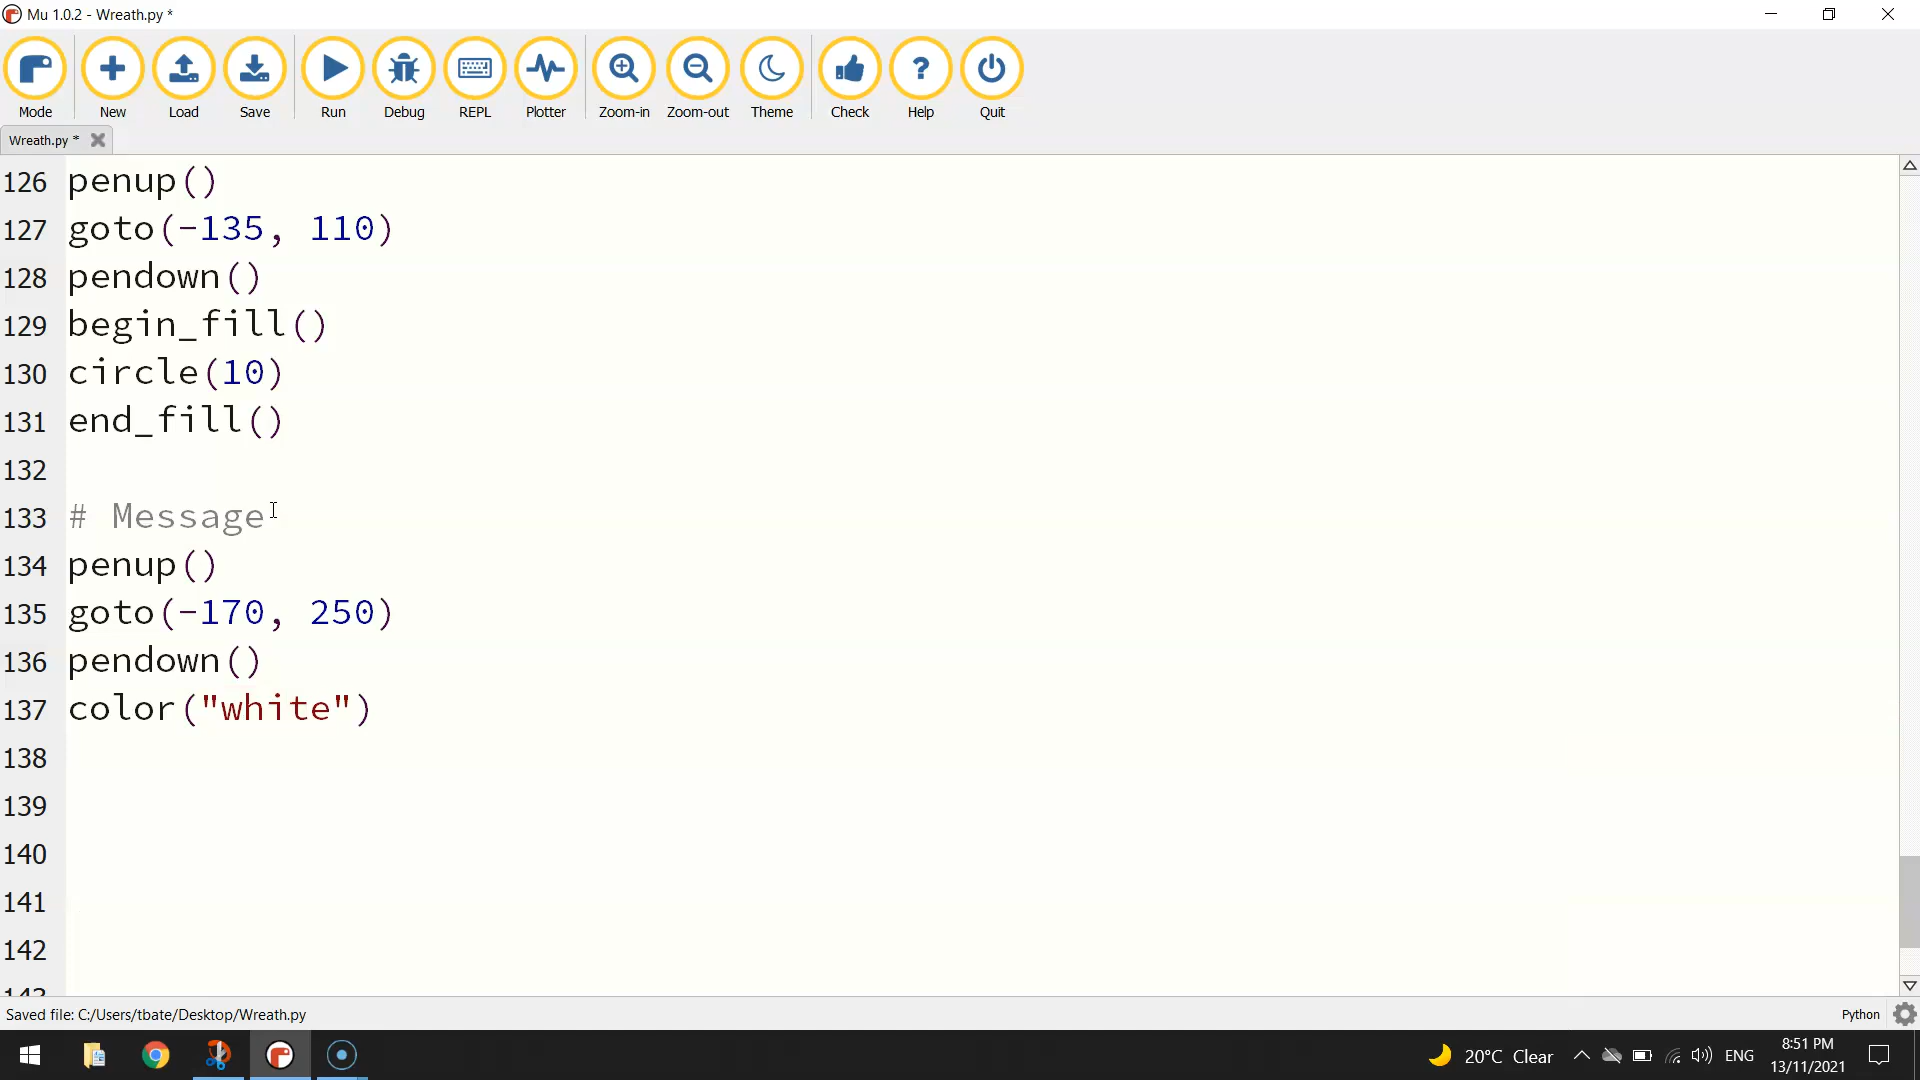 Mu 1.0.2 - Wreath.py *
Mode New Load Save Run Debug REPL Plotter Zoom-in Zoom-out Theme Check ? Help Quit
Wreath.py *
126 penup()
127 goto(-135, 110)
128 pendown()
129 begin_fill()
130 circle(10)
131 end_fill()
132
133 # Message
134 penup()
135 goto(-170, 250)
136 pendown()
137 color("white")
138
139
140
141
142
143
Saved file: C:/Users/tbate/Desktop/Wreath.py Python
20°C Clear ENG 8:51 PM
13/11/2021